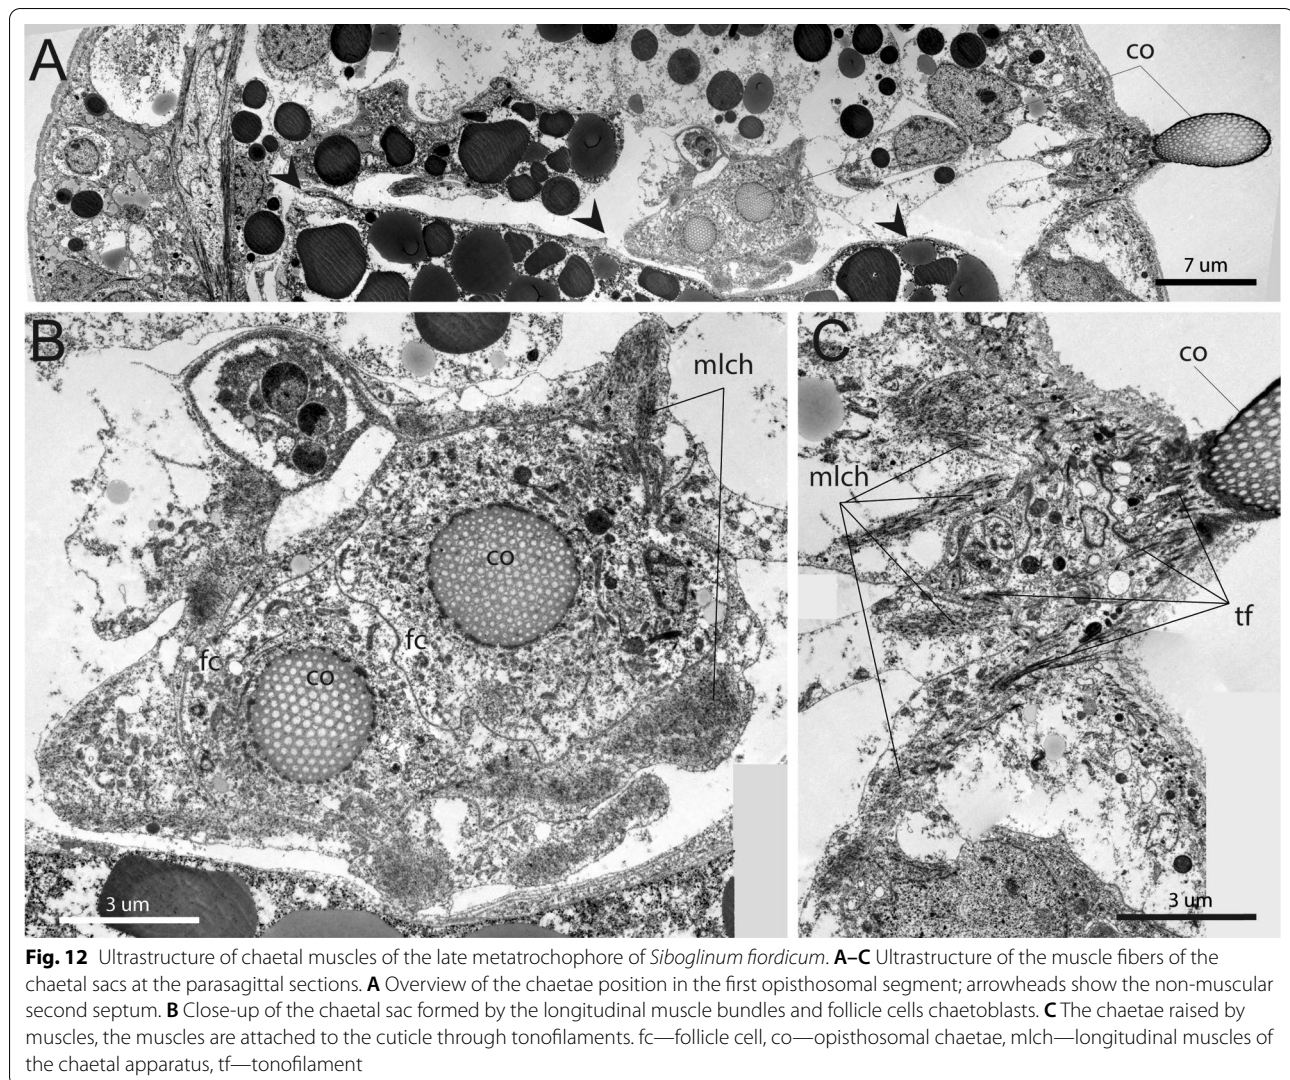 A
co
7 um
B
mlch
co
fc
fc
co
3 um
C
co
mlch
tf
3 um
Fig. 12 Ultrastructure of chaetal muscles of the late metatrochophore of Siboglinum fiordicum. A–C Ultrastructure of the muscle fibers of the
chaetal sacs at the parasagittal sections. A Overview of the chaetae position in the first opisthosomal segment; arrowheads show the non-muscular
second septum. B Close-up of the chaetal sac formed by the longitudinal muscle bundles and follicle cells chaetoblasts. C The chaetae raised by
muscles, the muscles are attached to the cuticle through tonofilaments. fc—follicle cell, co—opisthosomal chaetae, mlch—longitudinal muscles of
the chaetal apparatus, tf—tonofilament